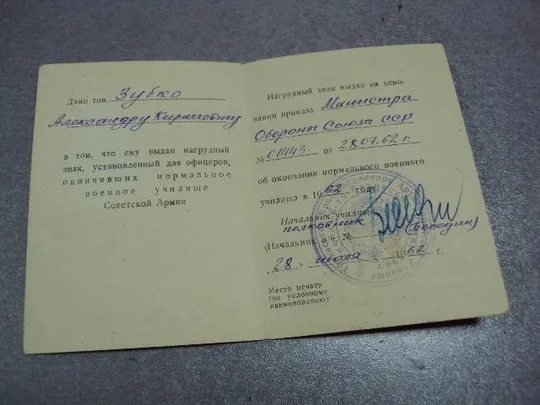 Дано тов. Зубко
Александру Кирилловичу
в том, что ему выдан нагрудный
знак, установленный для офицеров,
окончивших нормальное
военное училище
Советской Армии
Нагрудный знак выдан на осно-
вании приказа Министра
Обороны Союза ССР
№ 01445 от 28.07.62 г.
об окончании нормального военного
училища в 1962 году.
Начальник училища
полковник (Бородин)
(Начальник в/ч №
"28" июля 1962 г.
Место печати
(по условному
наименованию)